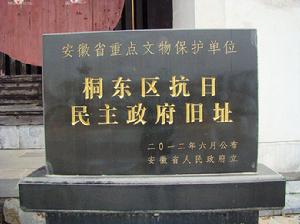 安徽省重点文物保护单位
桐东区抗日
民主政府旧址
二〇一二年六月公布
安徽省人民政府立